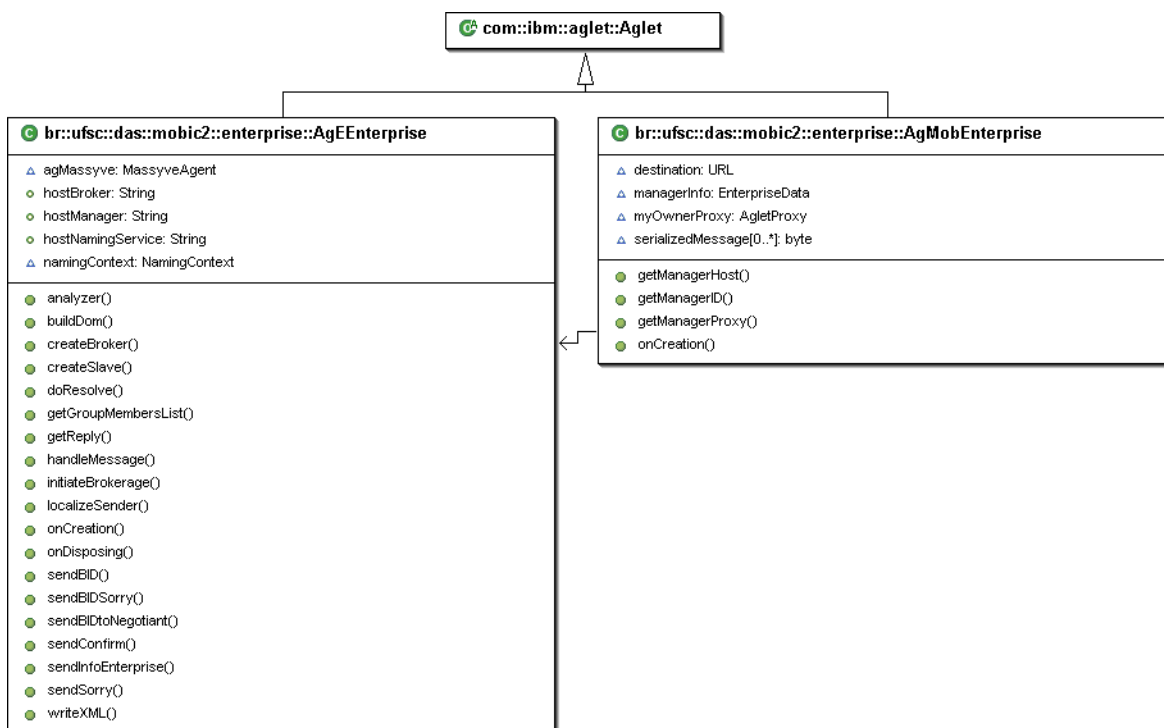 com::ibm::aglet::Aglet
br::ufsc::das::mobic2::enterprise::AgEEnterprise
agMassyve: MassyveAgent
hostBroker: String
hostManager: String
hostNamingService: String
namingContext: NamingContext
analyzer()
buildDom()
createBroker()
createSlave()
doResolve()
getGroupMembersList()
getReply()
handleMessage()
initiateBrokerage()
localizeSender()
onCreation()
onDisposing()
sendBID()
sendBIDSorry()
sendBIDtoNegotiant()
sendConfirm()
sendInfoEnterprise()
sendSorry()
writeXML()
br::ufsc::das::mobic2::enterprise::AgMobEnterprise
destination: URL
managerInfo: EnterpriseData
myOwnerProxy: AgletProxy
serializedMessage[0..*]: byte
getManagerHost()
getManagerID()
getManagerProxy()
onCreation()